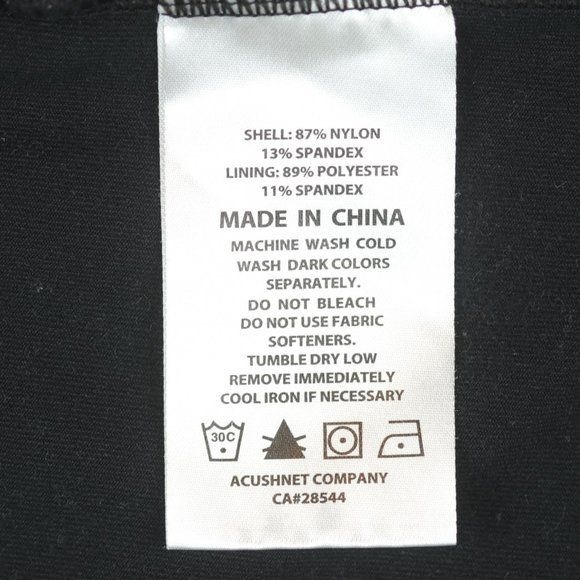 SHELL: 87% NYLON
13% SPANDEX
LINING: 89% POLYESTER
11% SPANDEX
MADE IN CHINA
MACHINE WASH COLD
WASH DARK COLORS
SEPARATELY.
DO NOT BLEACH
DO NOT USE FABRIC
SOFTENERS.
TUMBLE DRY LOW
REMOVE IMMEDIATELY
COOL IRON IF NECESSARY
30C
ACUSHNET COMPANY
CA#28544